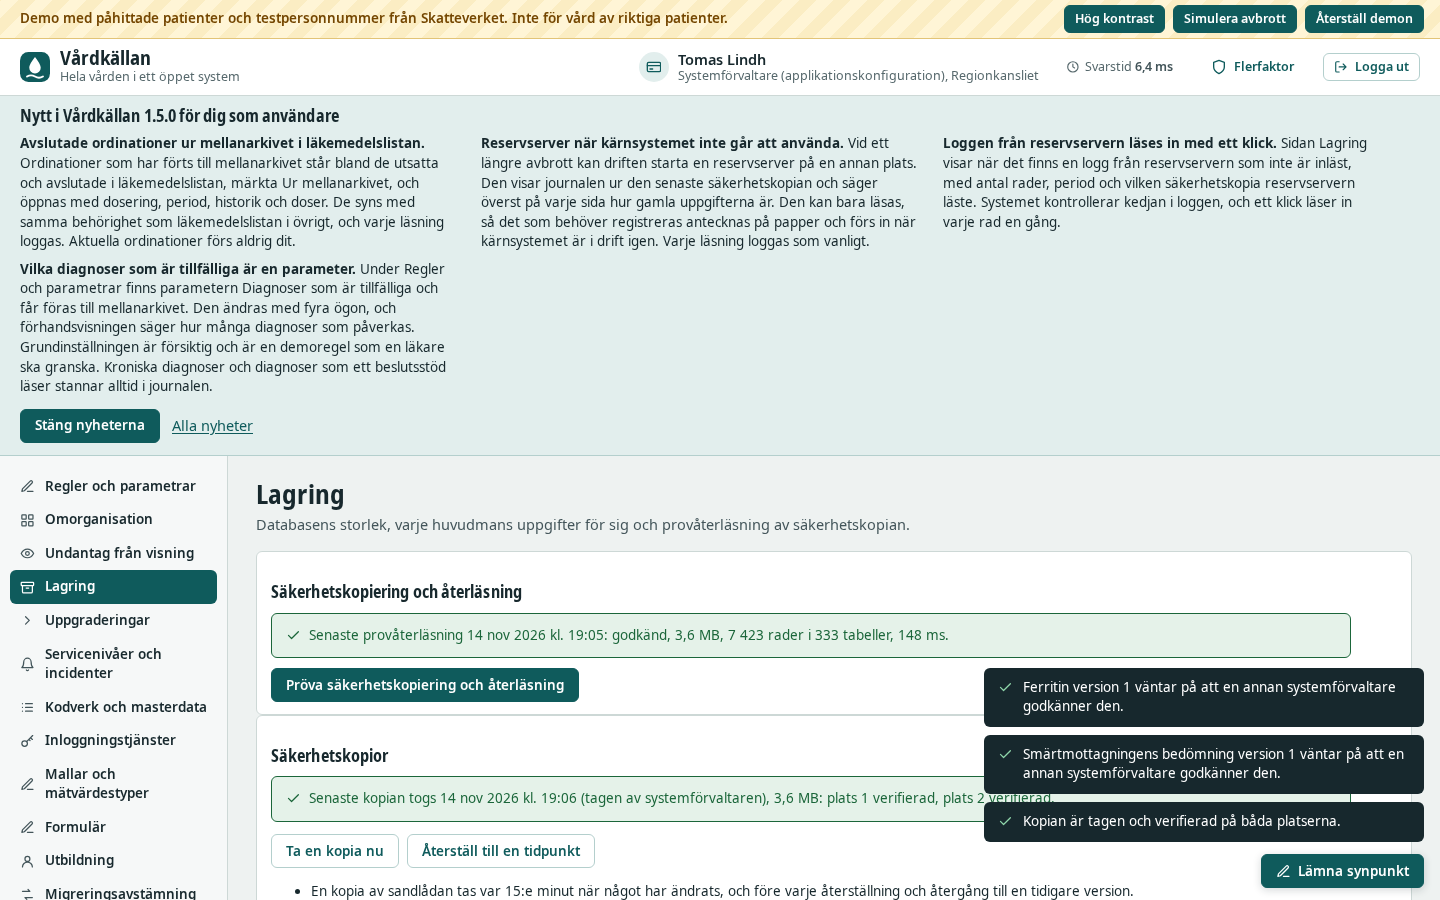 Demo med påhittade patienter och testpersonnummer från Skatteverket. Inte för vård av riktiga patienter.
Hög kontrast
Simulera avbrott
Återställ demon
Vårdkällan
Hela vården i ett öppet system
Tomas Lindh
Systemförvaltare (applikationskonfiguration), Regionkansliet
Svarstid 6,4 ms
Flerfaktor
Logga ut
Nytt i Vårdkällan 1.5.0 för dig som användare
Avslutade ordinationer ur mellanarkivet i läkemedelslistan.
Ordinationer som har förts till mellanarkivet står bland de utsatta
och avslutade i läkemedelslistan, märkta Ur mellanarkivet, och
öppnas med dosering, period, historik och doser. De syns med
samma behörighet som läkemedelslistan i övrigt, och varje läsning
loggas. Aktuella ordinationer förs aldrig dit.
Vilka diagnoser som är tillfälliga är en parameter. Under Regler
och parametrar finns parametern Diagnoser som är tillfälliga och
får föras till mellanarkivet. Den ändras med fyra ögon, och
förhandsvisningen säger hur många diagnoser som påverkas.
Grundinställningen är försiktig och är en demoregel som en läkare
ska granska. Kroniska diagnoser och diagnoser som ett beslutsstöd
läser stannar alltid i journalen.
Reservserver när kärnsystemet inte går att använda. Vid ett
längre avbrott kan driften starta en reservserver på en annan plats.
Den visar journalen ur den senaste säkerhetskopian och säger
överst på varje sida hur gamla uppgifterna är. Den kan bara läsas,
så det som behöver registreras antecknas på papper och förs in när
kärnsystemet är i drift igen. Varje läsning loggas som vanligt.
Loggen från reservservern läses in med ett klick. Sidan Lagring
visar när det finns en logg från reservservern som inte är inläst,
med antal rader, period och vilken säkerhetskopia reservservern
läste. Systemet kontrollerar kedjan i loggen, och ett klick läser in
varje rad en gång.
Stäng nyheterna
Alla nyheter
Regler och parametrar
Omorganisation
Undantag från visning
Lagring
Uppgraderingar
Servicenivåer och
incidenter
Kodverk och masterdata
Inloggningstjänster
Mallar och
mätvärdestyper
Formulär
Utbildning
Migreringsavstämning
Lagring
Databasens storlek, varje huvudmans uppgifter för sig och provåterläsning av säkerhetskopian.
Säkerhetskopiering och återläsning
Senaste provåterläsning 14 nov 2026 kl. 19:05: godkänd, 3,6 MB, 7 423 rader i 333 tabeller, 148 ms.
Pröva säkerhetskopiering och återläsning
Säkerhetskopior
Senaste kopian togs 14 nov 2026 kl. 19:06 (tagen av systemförvaltaren), 3,6 MB: plats 1 verifierad, plats 2 verifierad.
Ta en kopia nu
Återställ till en tidpunkt
En kopia av sandlådan tas var 15:e minut när något har ändrats, och före varje återställning och återgång till en tidigare version.
Ferritin version 1 väntar på att en annan systemförvaltare
godkänner den.
Smärtmottagningens bedömning version 1 väntar på att en
annan systemförvaltare godkänner den.
Kopian är tagen och verifierad på båda platserna.
Lämna synpunkt